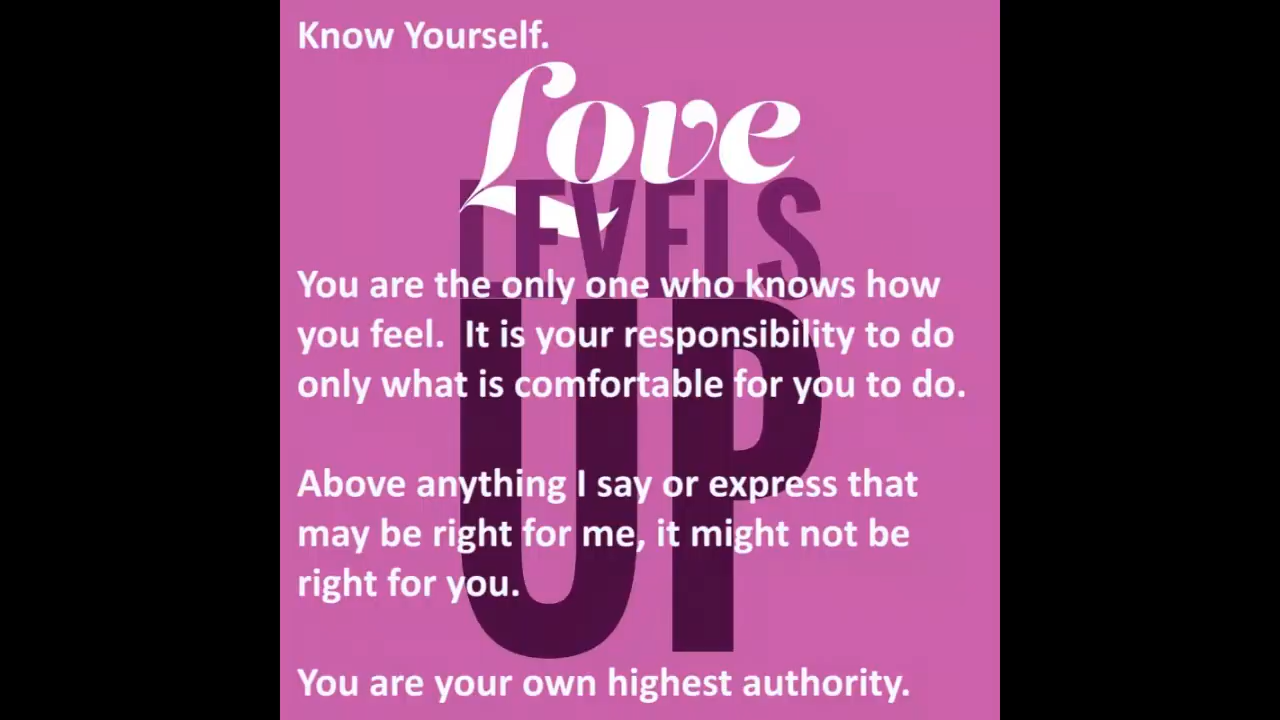 Know Yourself.
Love
LEVELS
UP
You are the only one who knows how
you feel.  It is your responsibility to do
only what is comfortable for you to do.
Above anything I say or express that
may be right for me, it might not be
right for you.
You are your own highest authority.